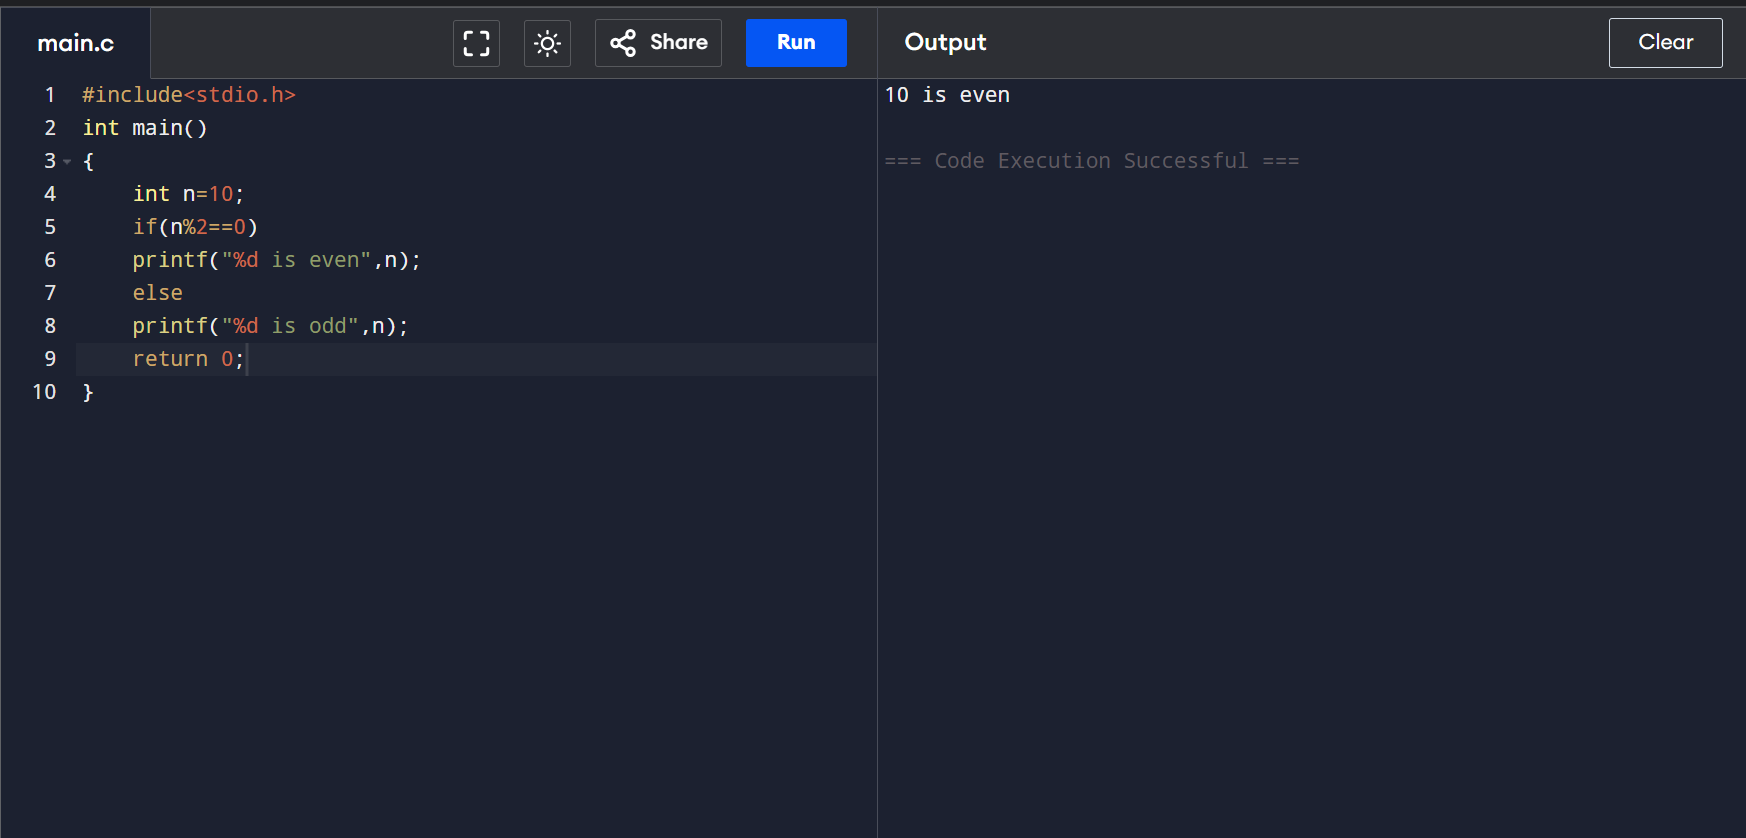 main.c
Share
Run
Output
Clear
1 #include<stdio.h>
2 int main()
3 {
4     int n=10;
5     if(n%2==0)
6     printf("%d is even",n);
7     else
8     printf("%d is odd",n);
9     return 0;
10 }
10 is even
=== Code Execution Successful ===